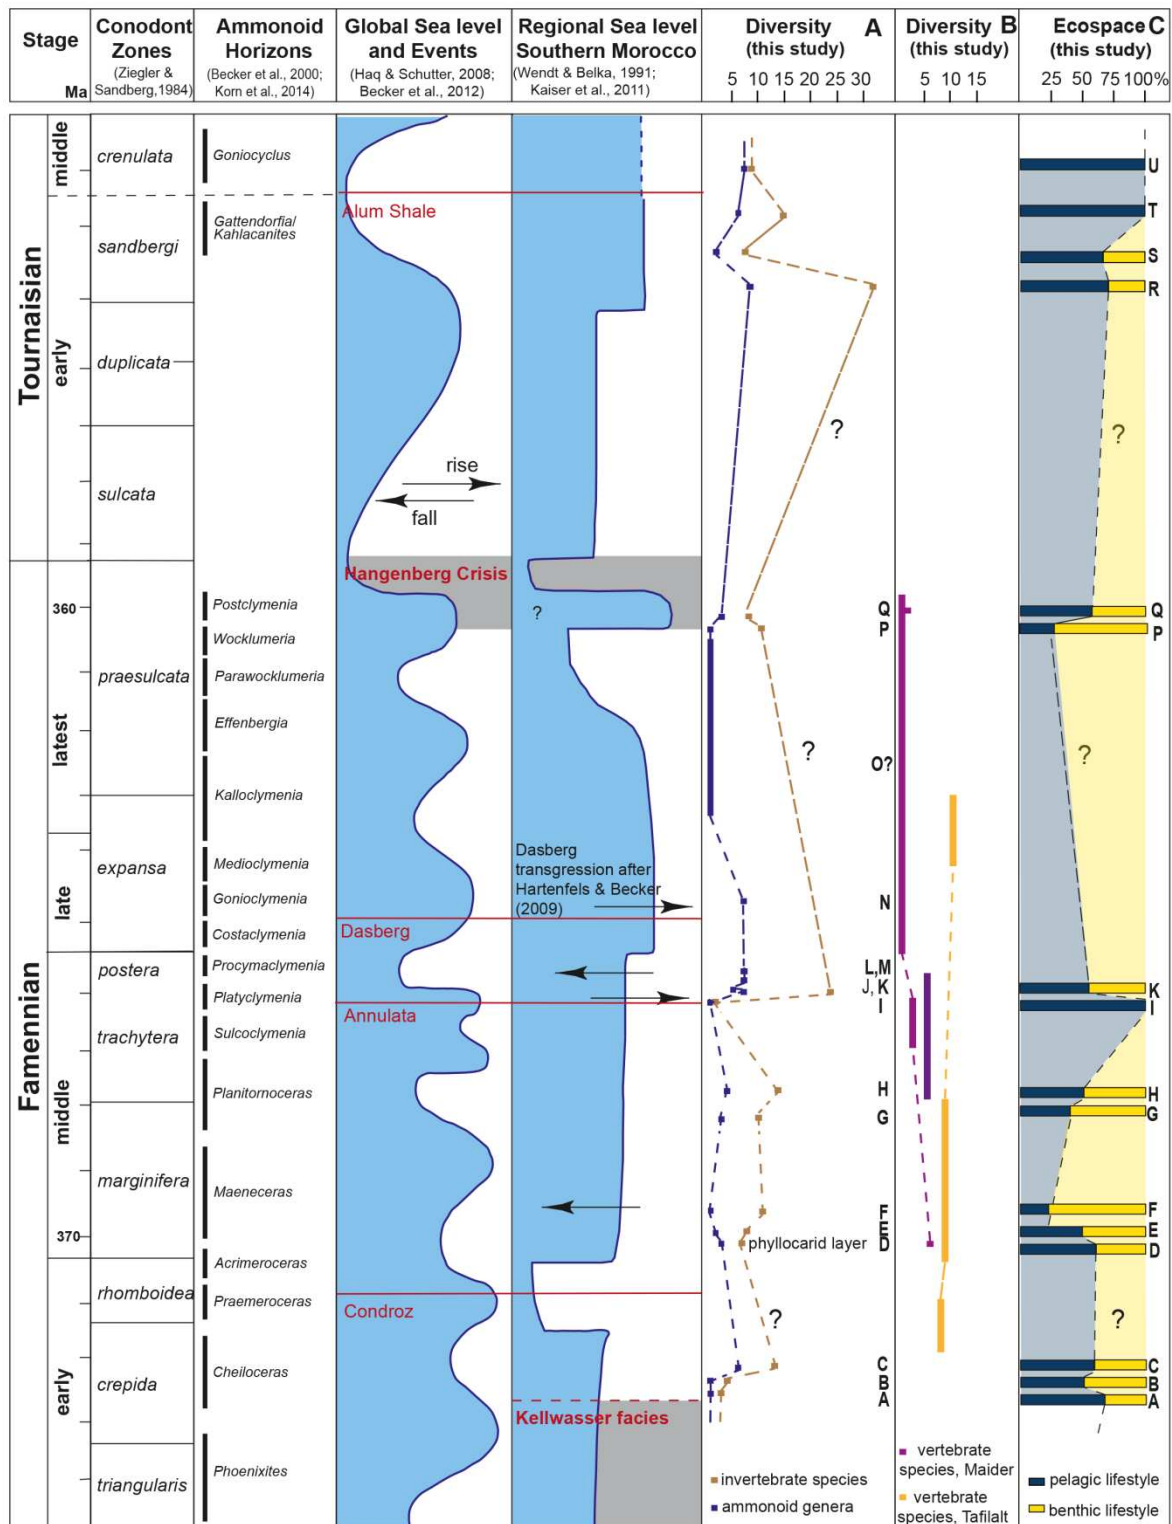 Stage
Ma
Conodont
Zones
(Ziegler &
Sandberg,1984)
Ammonoid
Horizons
(Becker et al., 2000;
Korn et al., 2014)
Global Sea level
and Events
(Haq & Schutter, 2008;
Becker et al., 2012)
Regional Sea level
Southern Morocco
(Wendt & Belka, 1991;
Kaiser et al., 2011)
Diversity A
(this study)
5 10 15 20 25 30
Diversity B
(this study)
5 10 15
Ecospace C
(this study)
25 50 75 100%
Tournaisian
middle
early
Famennian
latest
late
middle
early
360
370
crenulata
sandbergi
duplicata
sulcata
praesulcata
expansa
postera
trachytera
marginifera
rhomboidea
crepida
triangularis
Goniocyclus
Gattendorfial
Kahlacanites
Postclymenia
Wocklumeria
Parawocklumeria
Effenbergia
Kalloclymenia
Medioclymenia
Gonioclymenia
Costaclymenia
Procymaclymenia
Platyclymenia
Sulcoclymenia
Planitornoceras
Maeneceras
Acrimeroceras
Praemeroceras
Cheiloceras
Phoenixites
Alum Shale
rise
fall
Hangenberg Crisis
Dasberg
Annulata
Condroz
?
Dasberg
transgression after
Hartenfels & Becker
(2009)
Kellwasser facies
?
?
phyllocarid layer
?
invertebrate species
ammonoid genera
Q
P
O?
N
L,M
J, K
I
H
G
F
E
D
C
B
A
vertebrate
species, Maider
vertebrate
species, Tafilalt
U
T
S
R
?
Q
P
?
K
I
H
G
F
E
D
?
C
B
A
pelagic lifestyle
benthic lifestyle